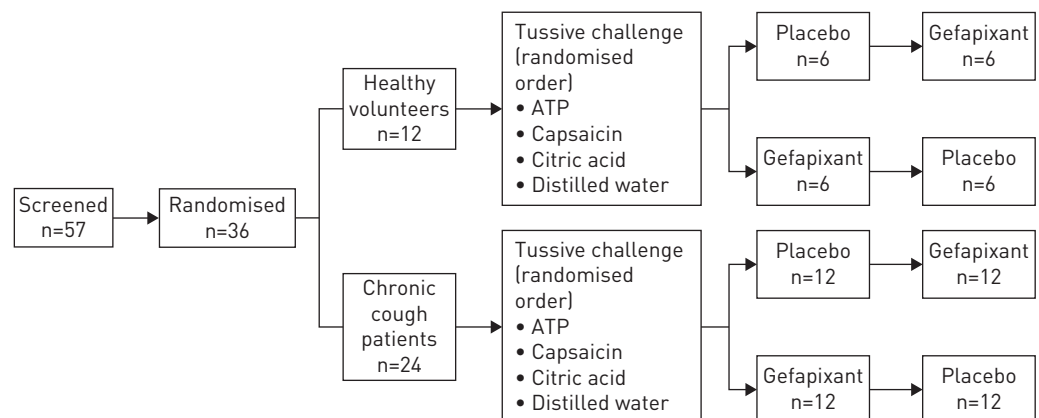 Screened
n=57
Randomised
n=36
Healthy
volunteers
n=12
Tussive challenge
(randomised
order)
• ATP
• Capsaicin
• Citric acid
• Distilled water
Placebo
n=6
Gefapixant
n=6
Gefapixant
n=6
Placebo
n=6
Chronic
cough
patients
n=24
Tussive challenge
(randomised
order)
• ATP
• Capsaicin
• Citric acid
• Distilled water
Placebo
n=12
Gefapixant
n=12
Gefapixant
n=12
Placebo
n=12